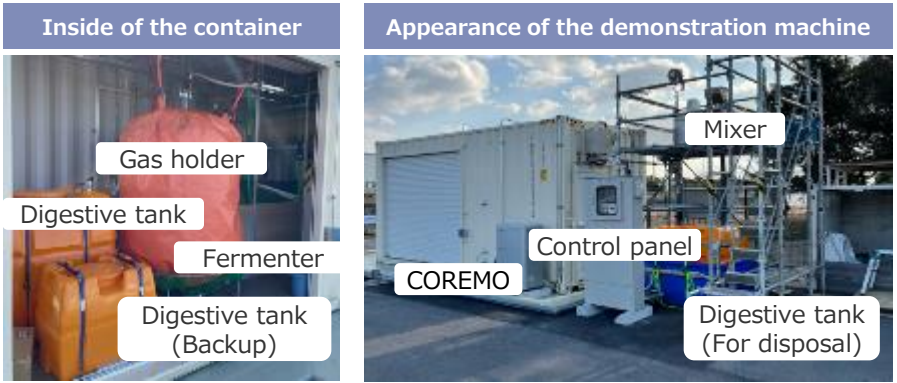 Inside of the container
Gas holder
Digestive tank
Fermenter
Digestive tank
(Backup)
Appearance of the demonstration machine
Mixer
Control panel
COREMO
Digestive tank
(For disposal)